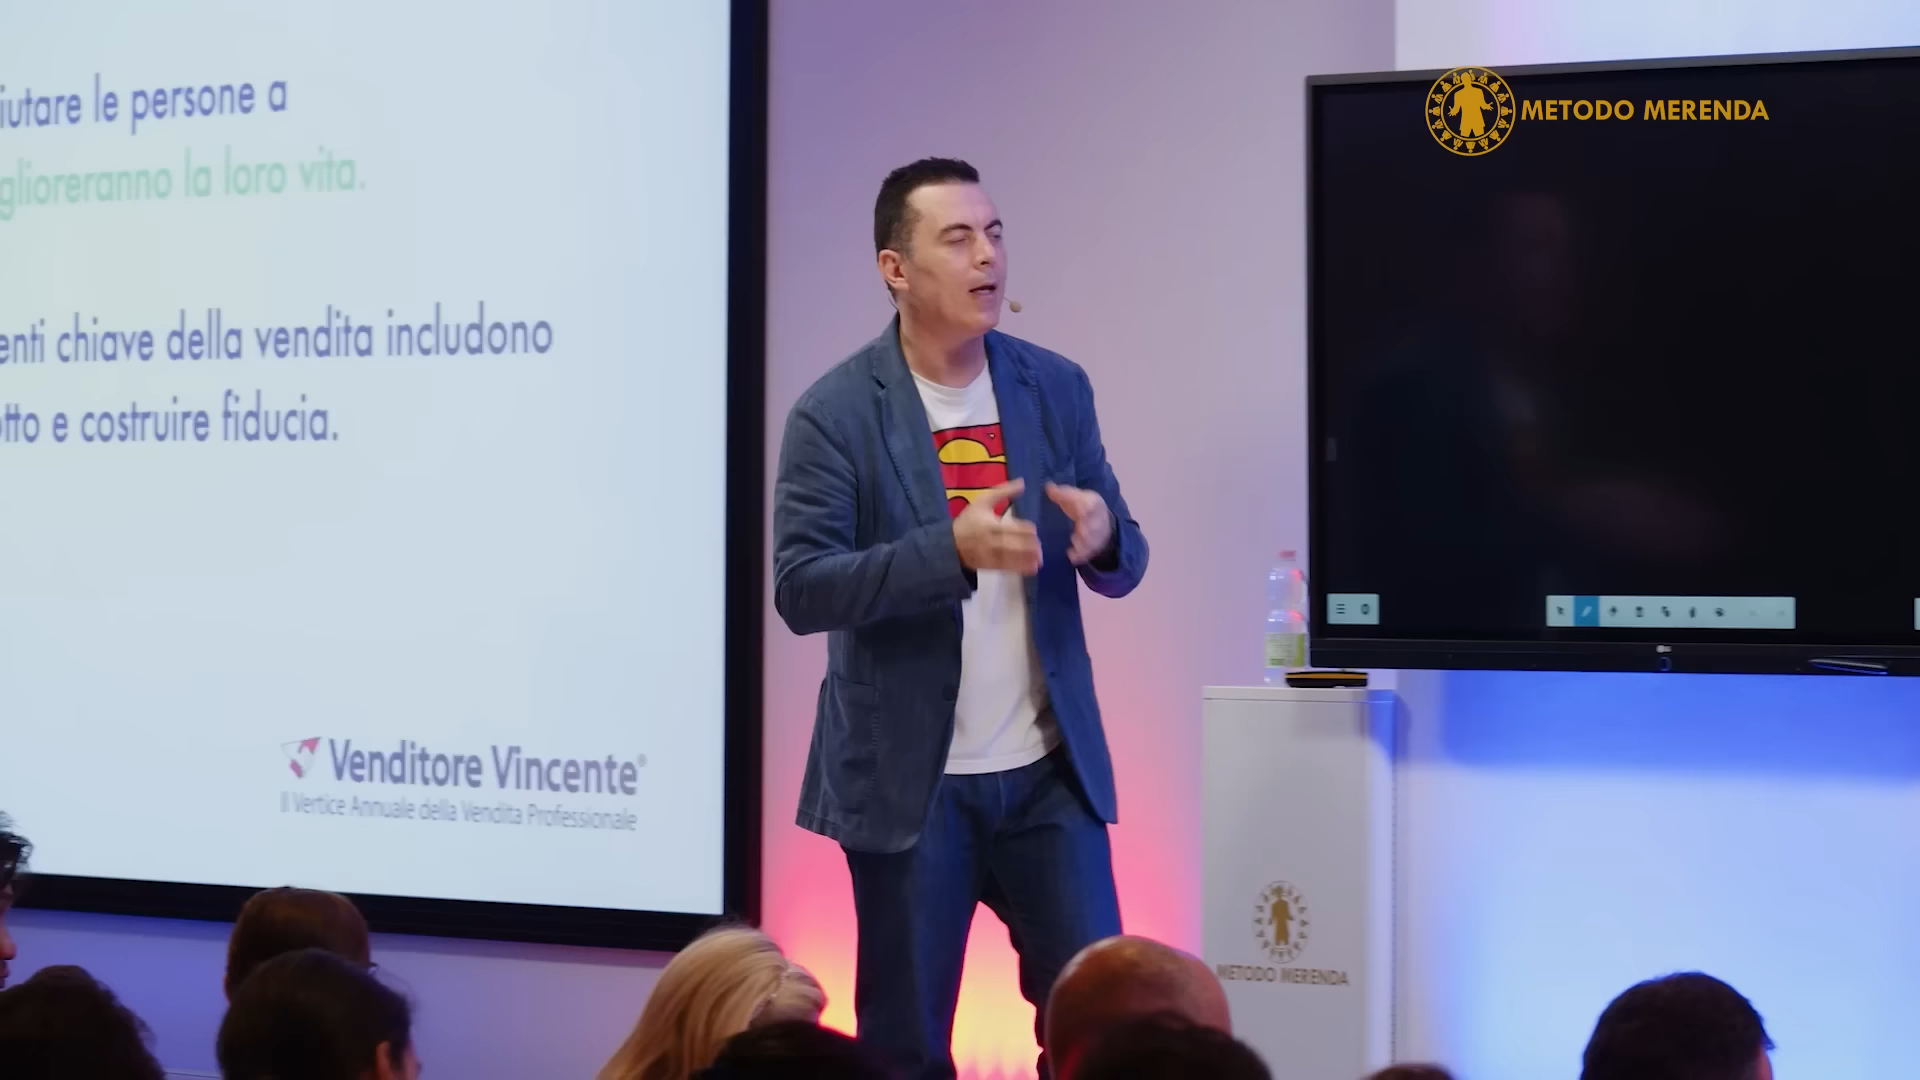 iutare le persone a
glioreranno la loro vita.
enti chiave della vendita includono
otto e costruire fiducia.
Venditore Vincente®
Il Vertice Annuale della Vendita Professionale
METODO MERENDA
LG
METODO MERENDA